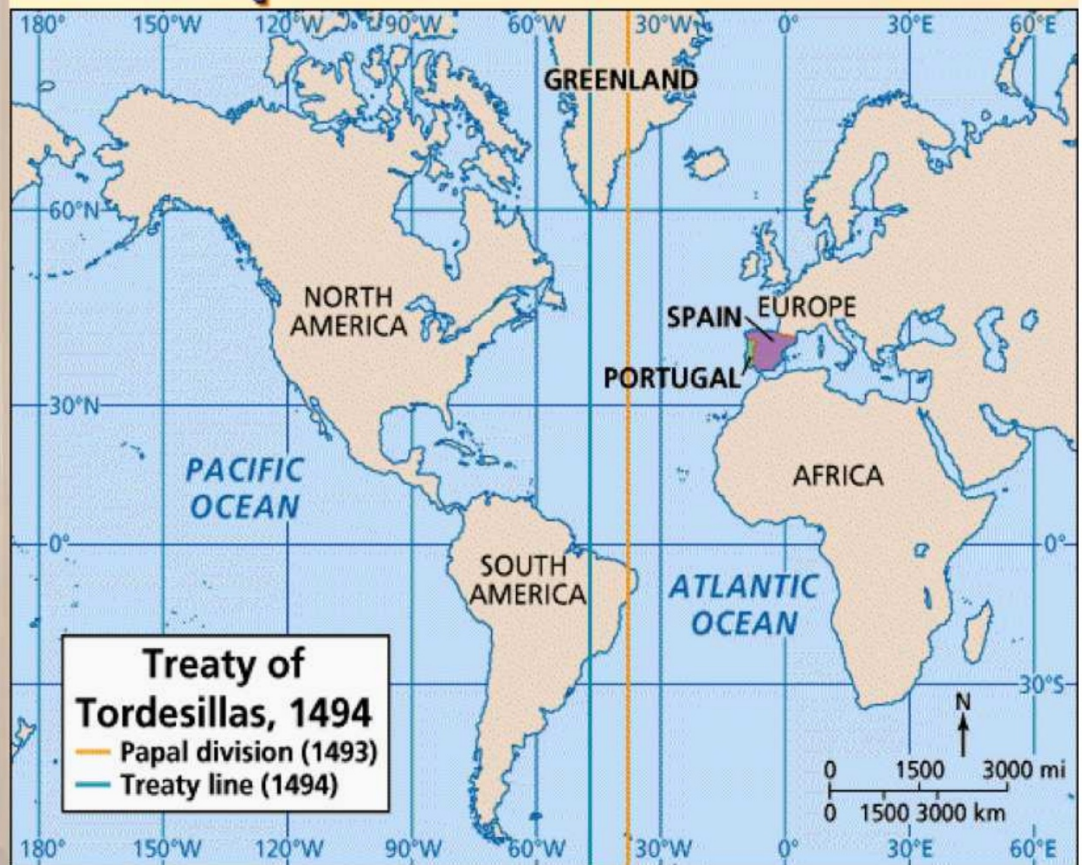 180° 150°W 120°W 90°W 60°W 30°W 0° 30°E 60°E
GREENLAND
60°N
NORTH
AMERICA
SPAIN
EUROPE
PORTUGAL
30°N
PACIFIC
OCEAN
AFRICA
0°
0°
SOUTH
AMERICA
ATLANTIC
OCEAN
30°S
Treaty of
Tordesillas, 1494
Papal division (1493)
Treaty line (1494)
N
0 1500 3000 mi
0 1500 3000 km
180° 150°W 120°W 90°W 60°W 30°W 0° 30°E 60°E